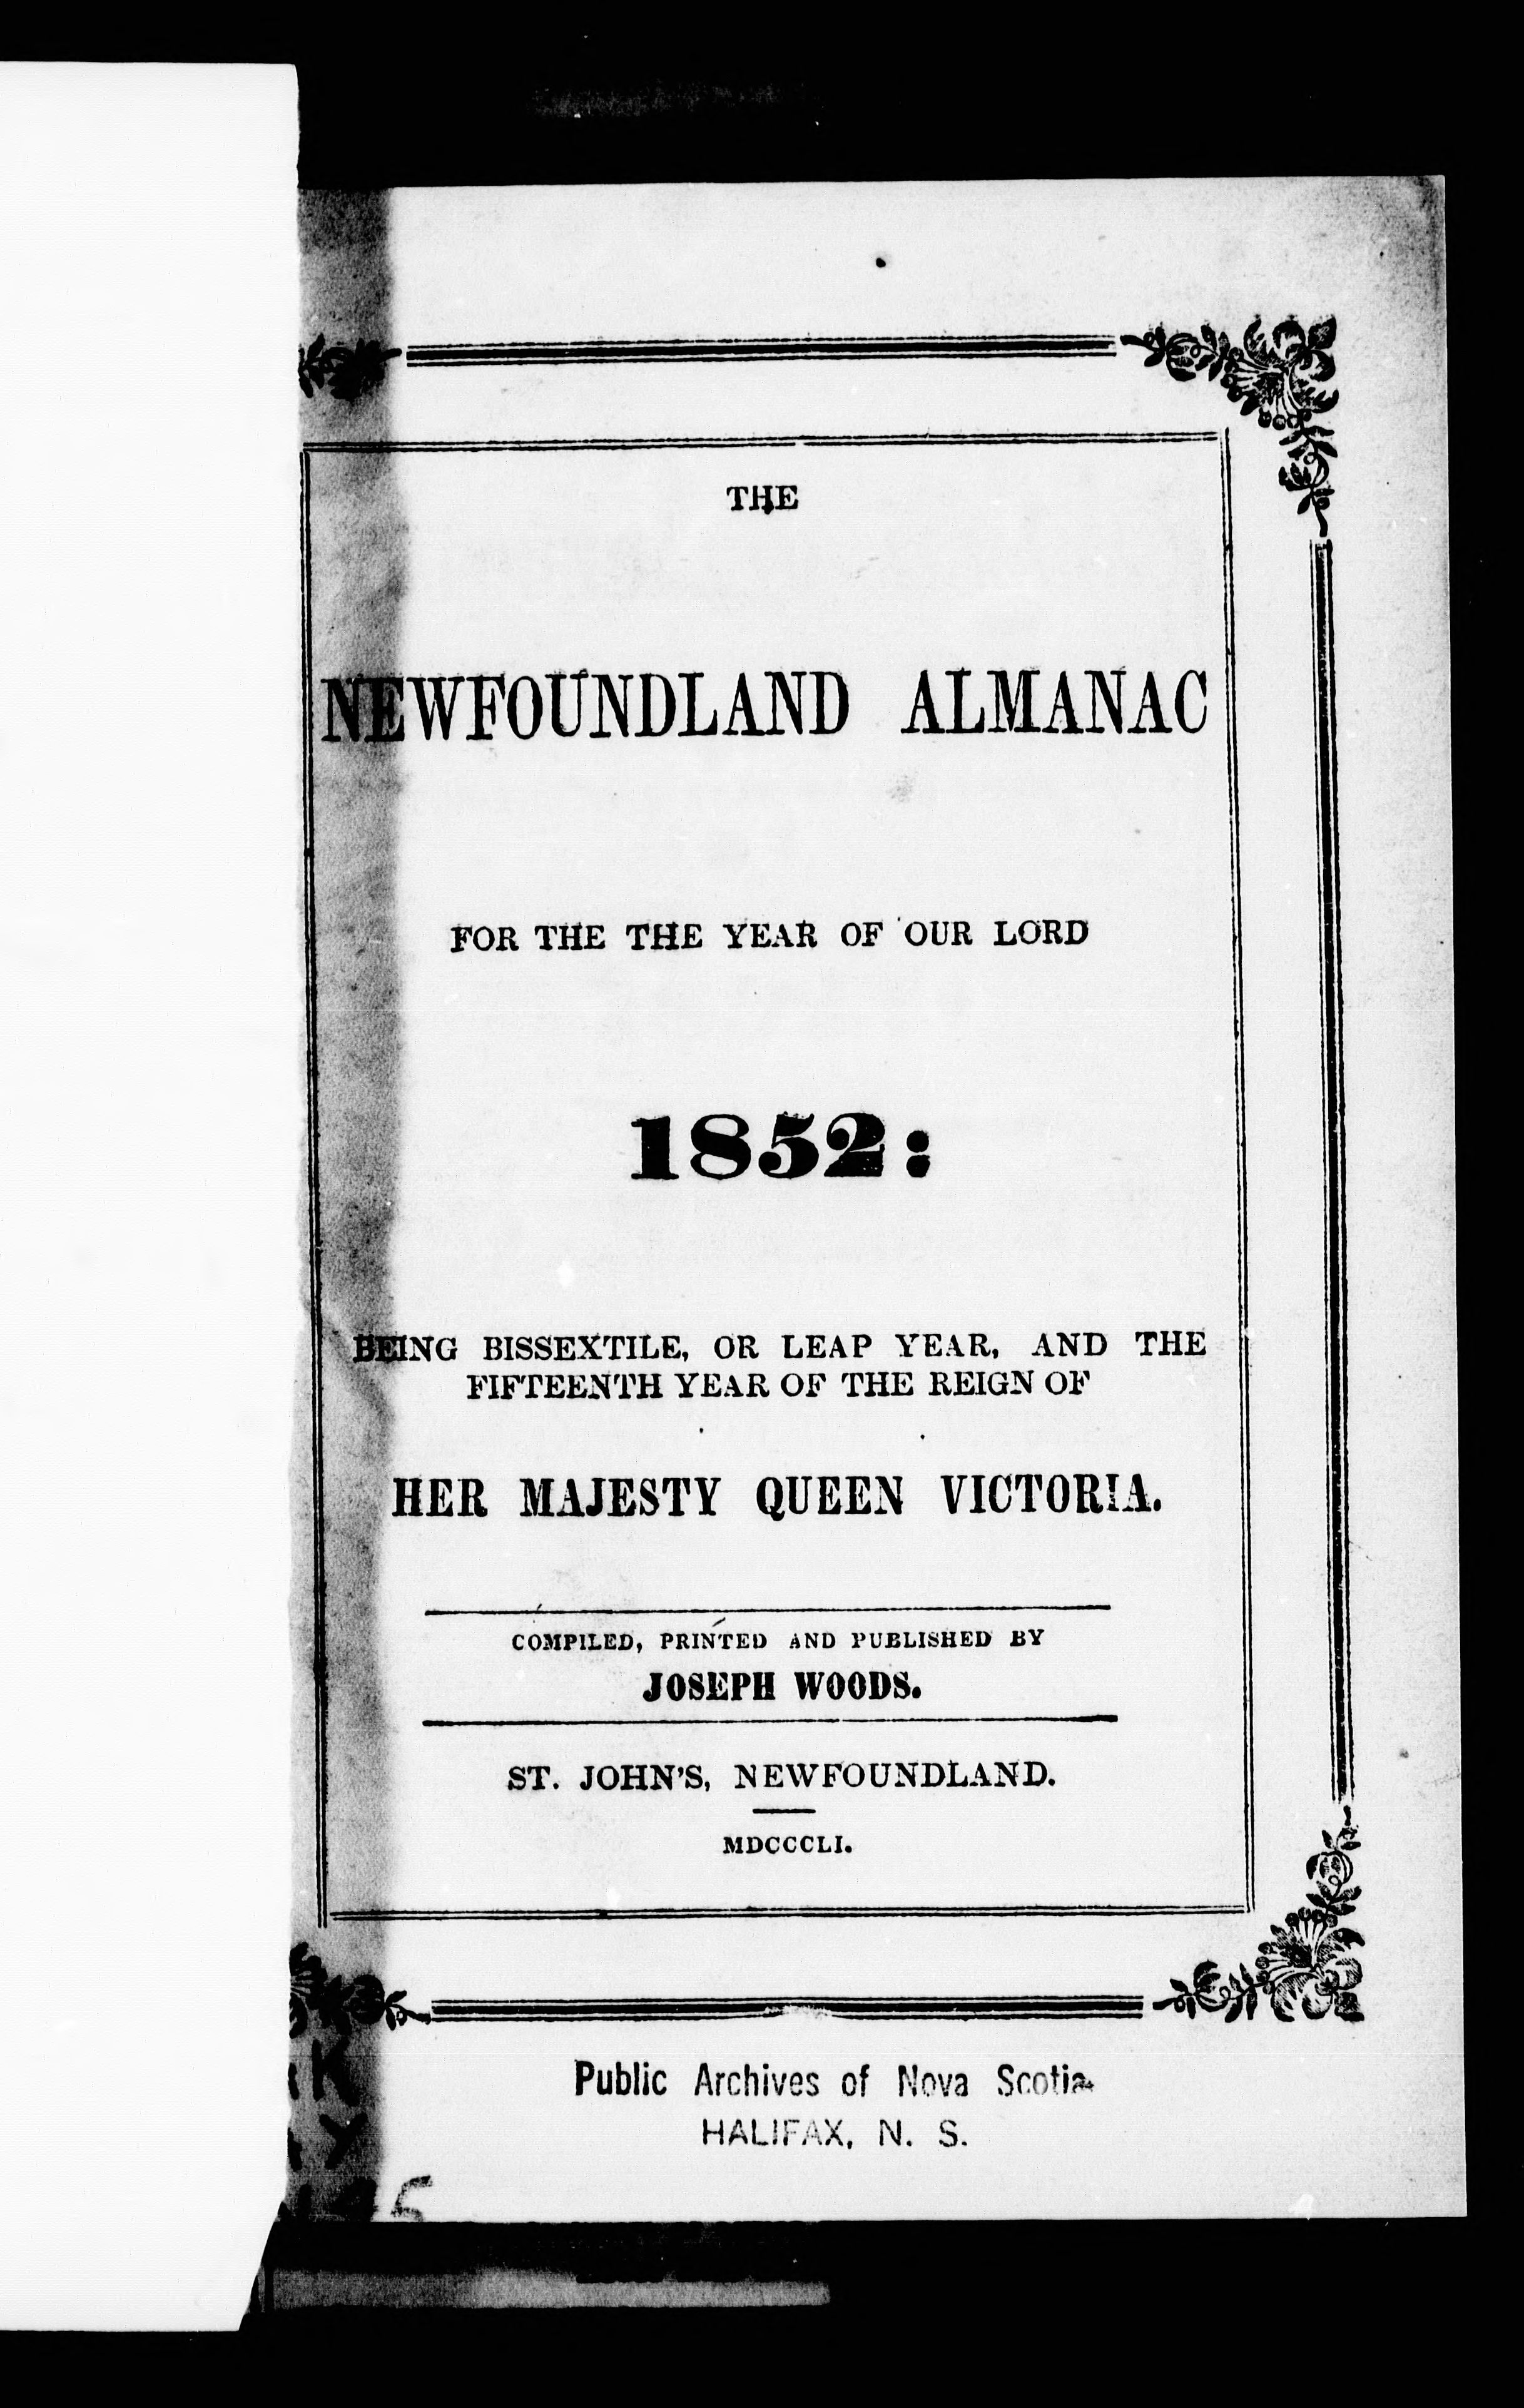 THE
NEWFOUNDLAND ALMANAC
FOR THE THE YEAR OF OUR LORD
1852:
BEING BISSEXTILE, OR LEAP YEAR, AND THE
FIFTEENTH YEAR OF THE REIGN OF
HER MAJESTY QUEEN VICTORIA.
COMPILED, PRINTED AND PUBLISHED BY
JOSEPH WOODS.
ST. JOHN'S, NEWFOUNDLAND.
MDCCCLI.
Public Archives of Nova Scotia
HALIFAX, N. S.